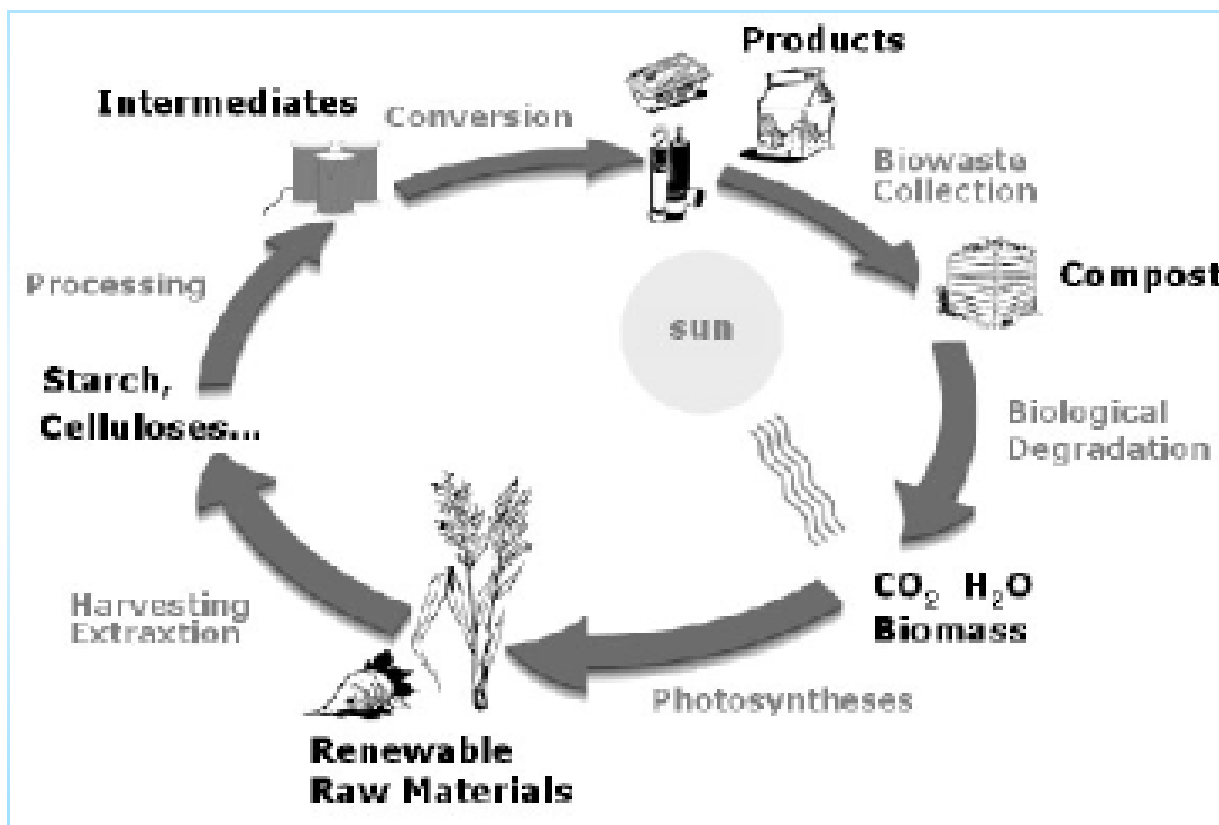 Products
Intermediates
Conversion
Biowaste
Collection
Processing
Compost
sun
Starch,
Celluloses...
Biological
Degradation
CO₂ H₂O
Biomass
Harvesting
Extraxtion
Photosyntheses
Renewable
Raw Materials